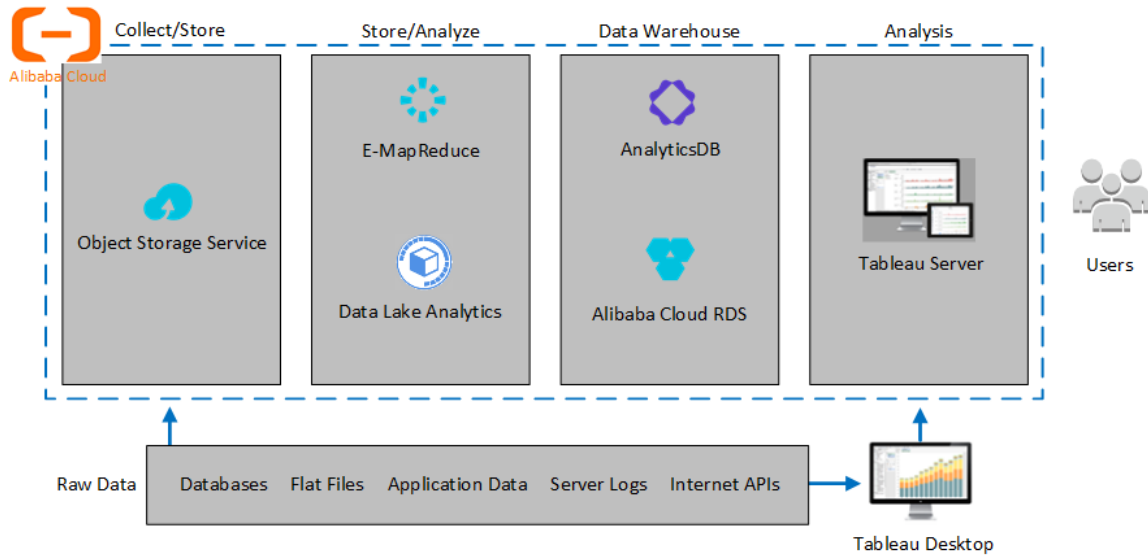 Collect/Store
Store/Analyze
Data Warehouse
Analysis
Alibaba Cloud
E-MapReduce
AnalyticsDB
Object Storage Service
Tableau Server
Users
Data Lake Analytics
Alibaba Cloud RDS
Raw Data
Databases
Flat Files
Application Data
Server Logs
Internet APIs
Tableau Desktop